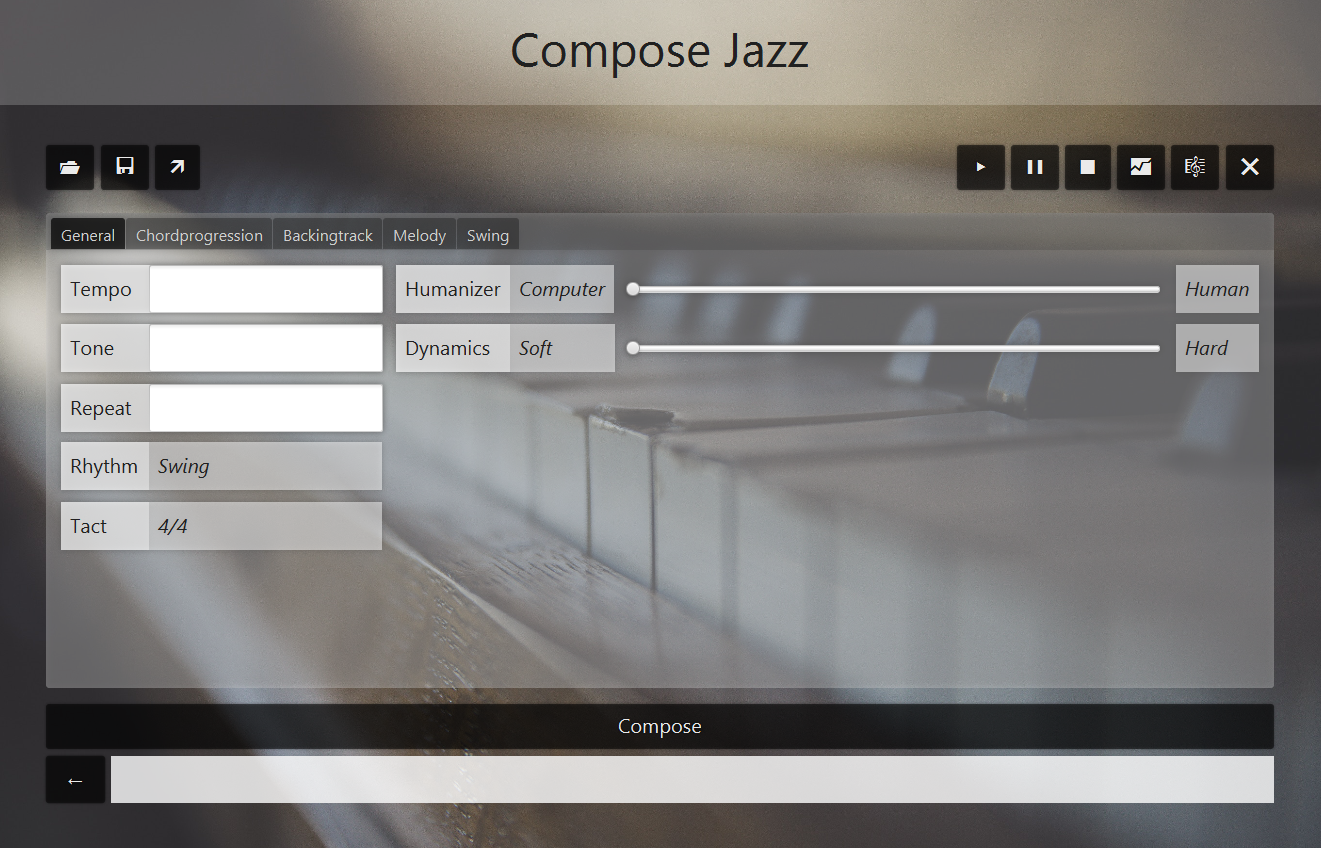 Compose Jazz
General Chordprogression Backingtrack Melody Swing
Tempo Humanizer Computer Human
Tone Dynamics Soft Hard
Repeat
Rhythm Swing
Tact 4/4
Compose
←